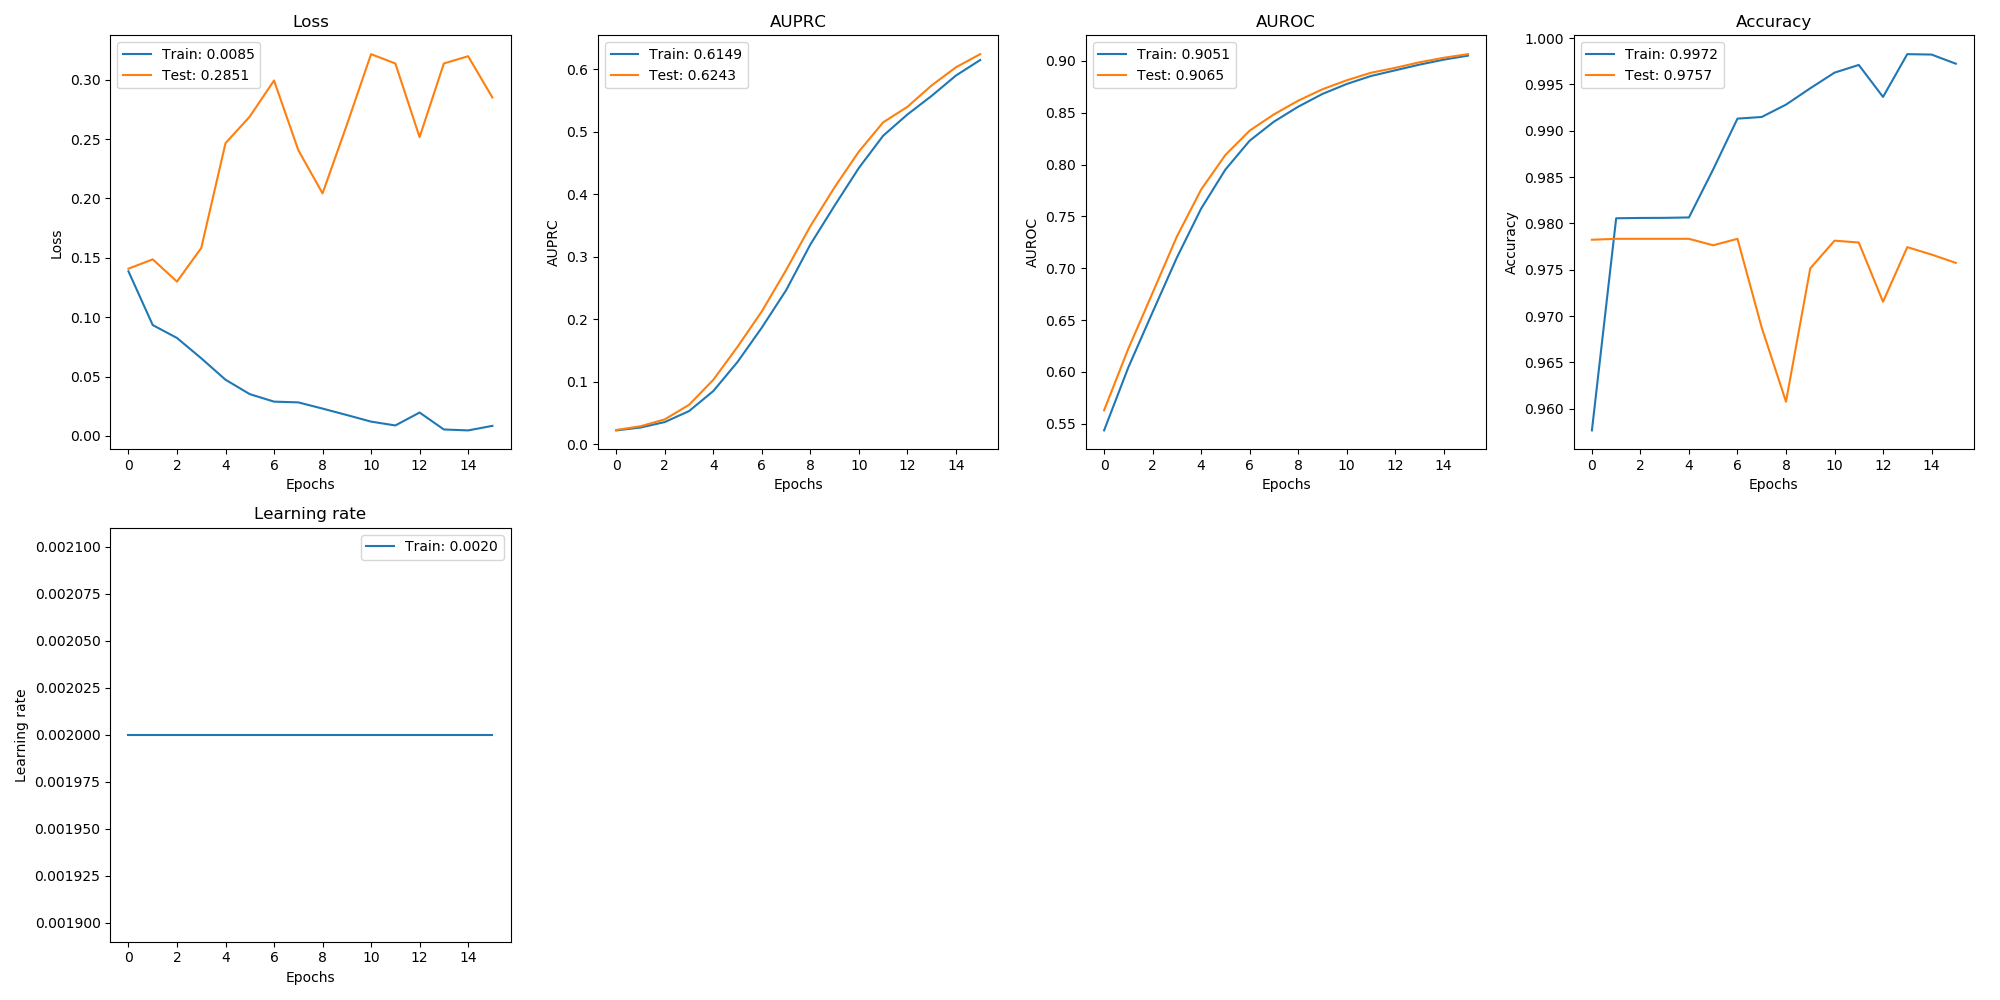 Loss
Train: 0.0085
Test: 0.2851
0.30
0.25
0.20
0.15
0.10
0.05
0.00
Loss
0 2 4 6 8 10 12 14
Epochs
AUPRC
Train: 0.6149
Test: 0.6243
0.6
0.5
0.4
0.3
0.2
0.1
0.0
AUPRC
0 2 4 6 8 10 12 14
Epochs
AUROC
Train: 0.9051
Test: 0.9065
0.90
0.85
0.80
0.75
0.70
0.65
0.60
0.55
AUROC
0 2 4 6 8 10 12 14
Epochs
Accuracy
Train: 0.9972
Test: 0.9757
1.000
0.995
0.990
0.985
0.980
0.975
0.970
0.965
0.960
Accuracy
0 2 4 6 8 10 12 14
Epochs
Learning rate
Train: 0.0020
0.002100
0.002075
0.002050
0.002025
0.002000
0.001975
0.001950
0.001925
0.001900
Learning rate
0 2 4 6 8 10 12 14
Epochs